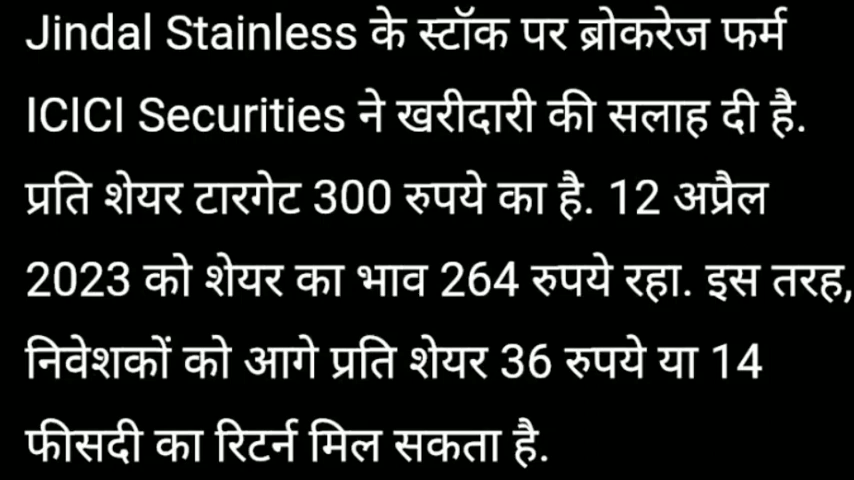 Jindal Stainless के स्टॉक पर ब्रोकरेज फर्म
ICICI Securities ने खरीदारी की सलाह दी है.
प्रति शेयर टारगेट 300 रुपये का है. 12 अप्रैल
2023 को शेयर का भाव 264 रुपये रहा. इस तरह,
निवेशकों को आगे प्रति शेयर 36 रुपये या 14
फीसदी का रिटर्न मिल सकता है.